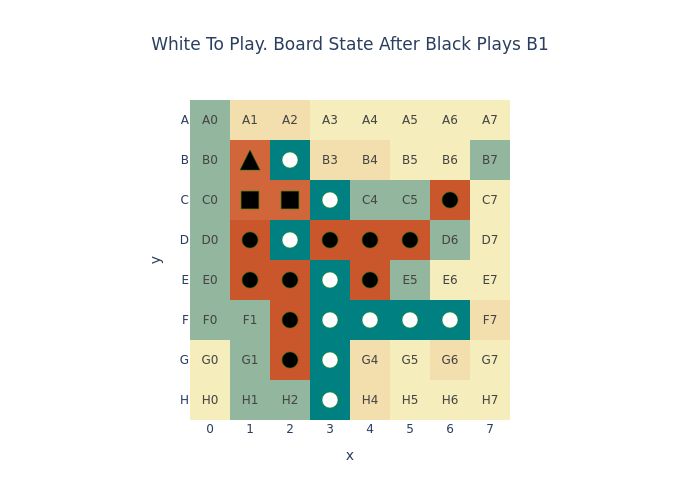 White To Play. Board State After Black Plays B1
A A0 A1 A2 A3 A4 A5 A6 A7
B B0 B3 B4 B5 B6 B7
C C0 C4 C5 C7
D D0 D6 D7
y
E E0 E5 E6 E7
F F0 F1 F7
G G0 G1 G4 G5 G6 G7
H H0 H1 H2 H4 H5 H6 H7
0 1 2 3 4 5 6 7
x